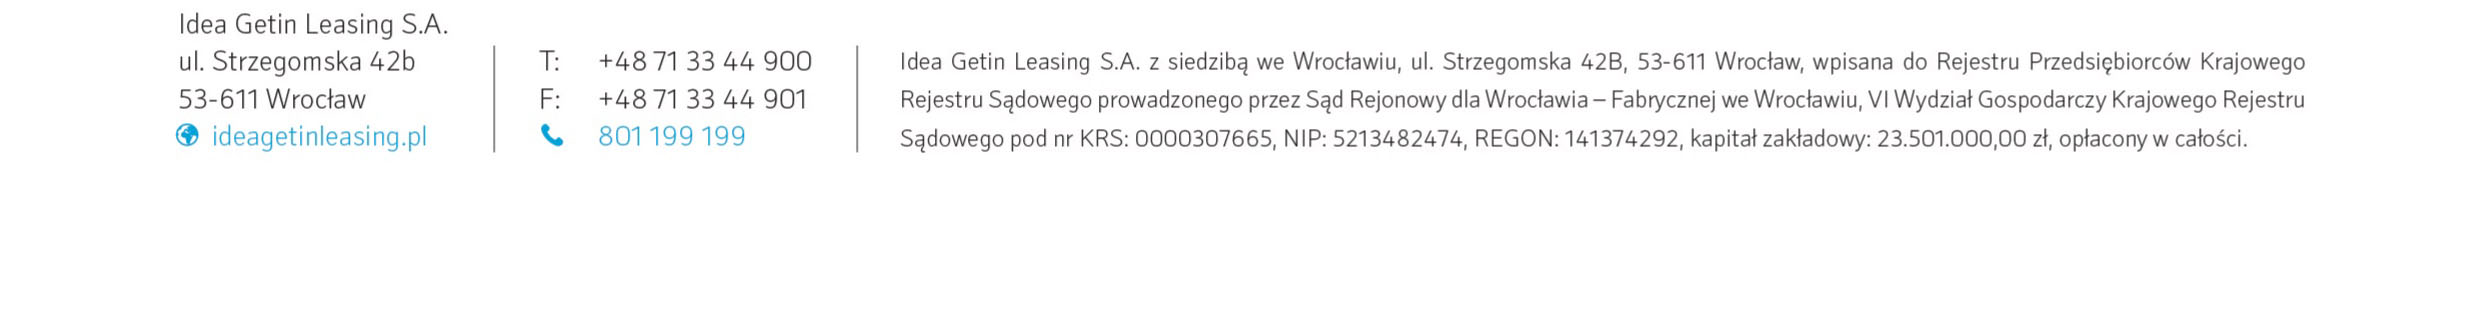 Idea Getin Leasing S.A.
ul. Strzegomska 42b
53-611 Wrocław
ideagetinleasing.pl
T: +48 71 33 44 900
F: +48 71 33 44 901
801 199 199
Idea Getin Leasing S.A. z siedzibą we Wrocławiu, ul. Strzegomska 42B, 53-611 Wrocław, wpisana do Rejestru Przedsiębiorców Krajowego
Rejestru Sądowego prowadzonego przez Sąd Rejonowy dla Wrocławia – Fabrycznej we Wrocławiu, VI Wydział Gospodarczy Krajowego Rejestru
Sądowego pod nr KRS: 0000307665, NIP: 5213482474, REGON: 141374292, kapitał zakładowy: 23.501.000,00 zł, opłacony w całości.